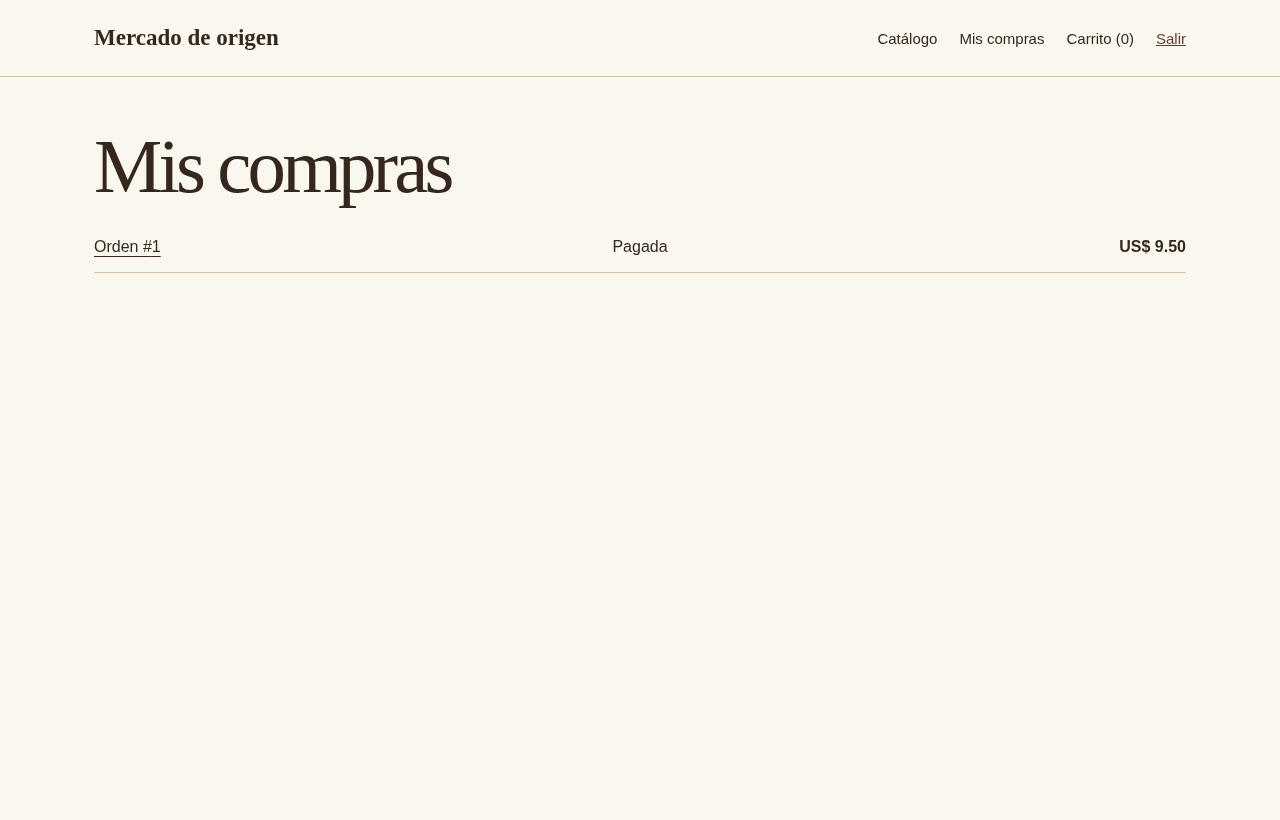 Mercado de origen
Catálogo Mis compras Carrito (0) Salir
Mis compras
Orden #1 Pagada US$ 9.50